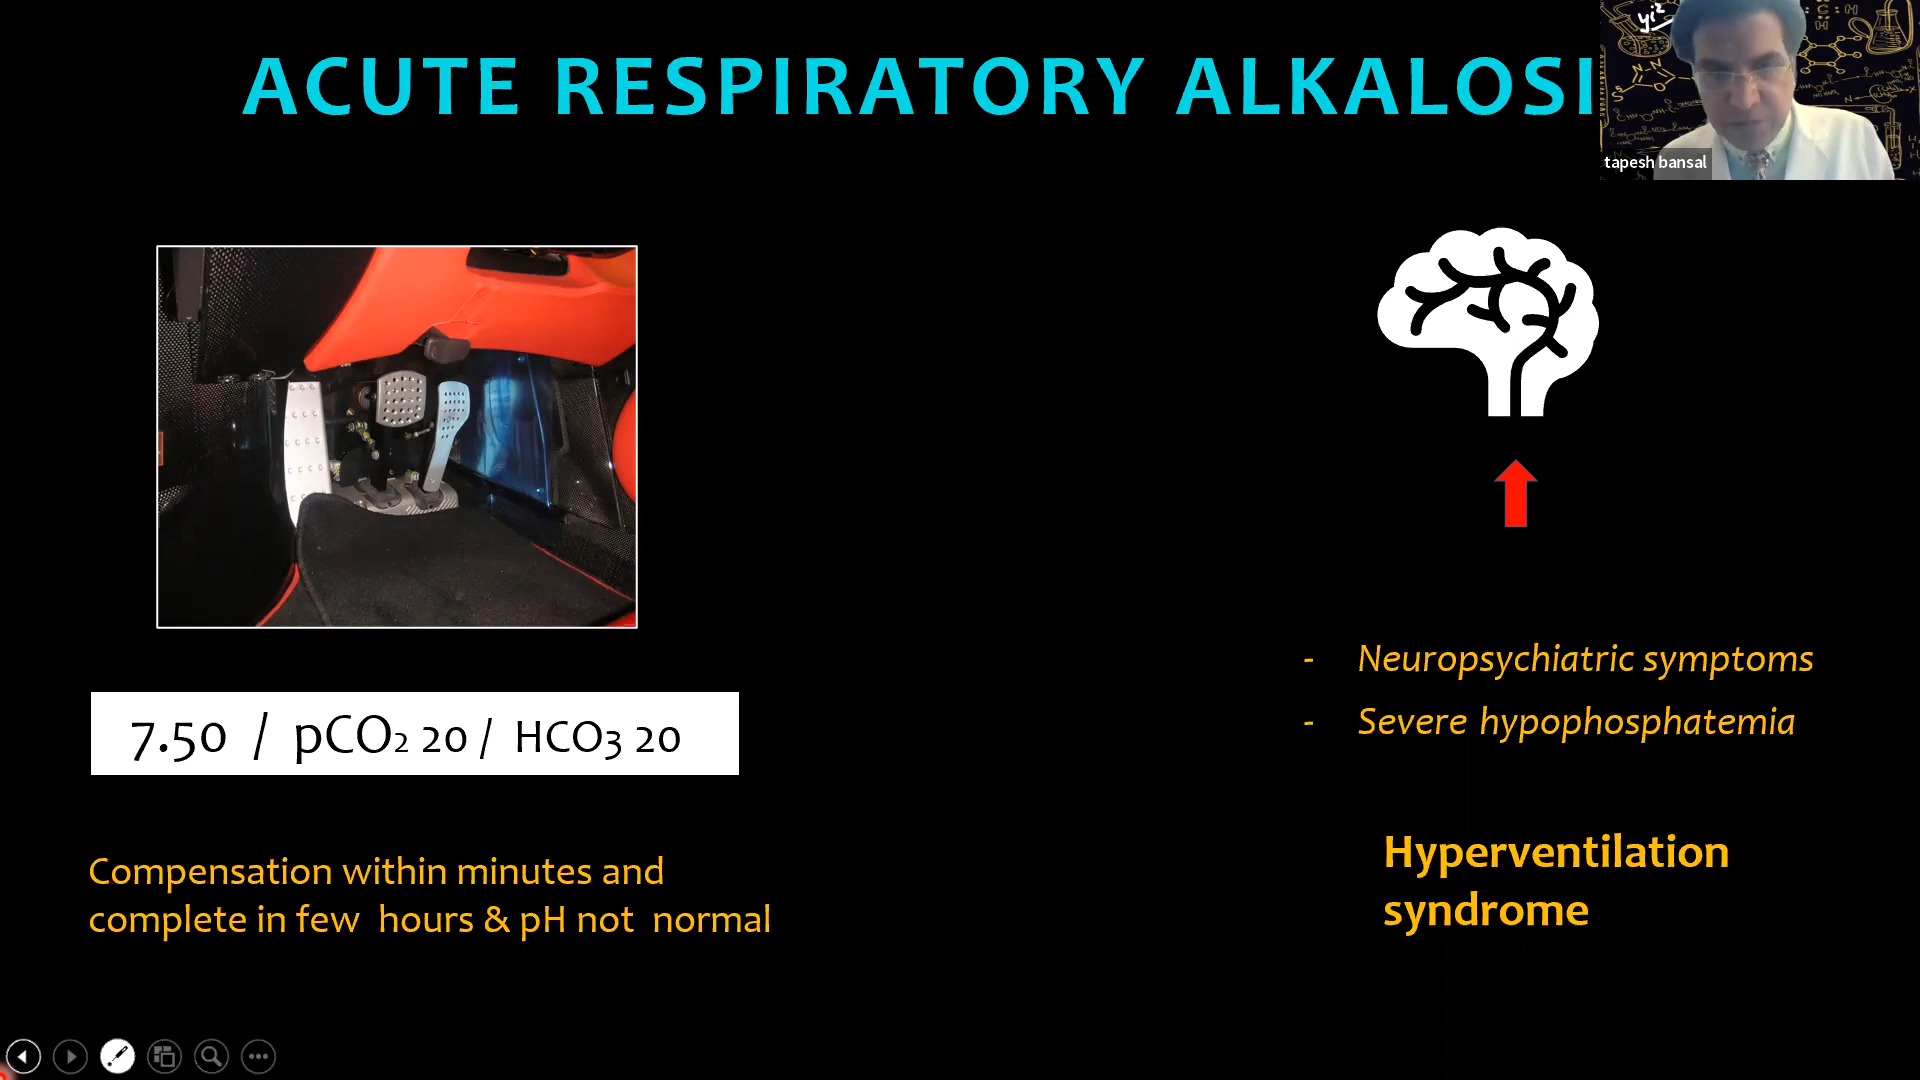 ACUTE RESPIRATORY ALKALOSI
tapesh bansal
7.50 / pCO₂ 20 / HCO3 20
Compensation within minutes and
complete in few hours & pH not normal
- Neuropsychiatric symptoms
- Severe hypophosphatemia
Hyperventilation
syndrome